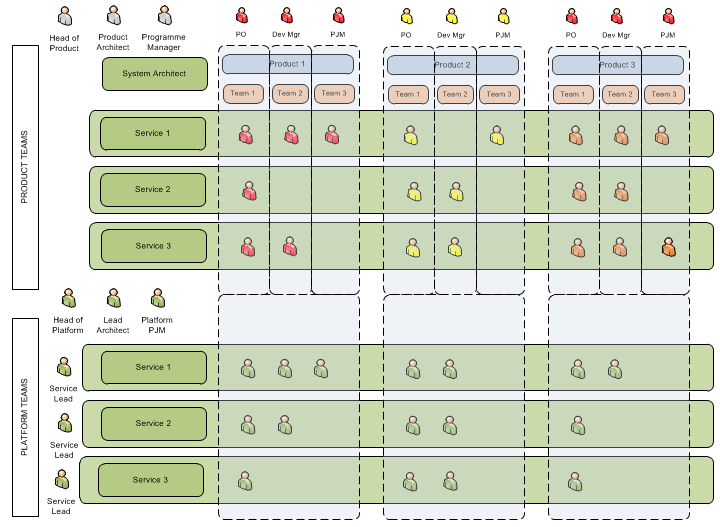 PO
Dev Mgr
PJM
PO
Dev Mgr
PJM
PO
Dev Mgr
PJM
Head of
Product
Product
Architect
Programme
Manager
System Architect
Product 1
Product 2
Product 3
Team 1
Team 2
Team 3
Team 1
Team 2
Team 3
Team 1
Team 2
Team 3
PRODUCT TEAMS
Service 1
Service 2
Service 3
Head of
Platform
Lead
Architect
Platform
PJM
PLATFORM TEAMS
Service 1
Service
Lead
Service 2
Service
Lead
Service 3
Service
Lead